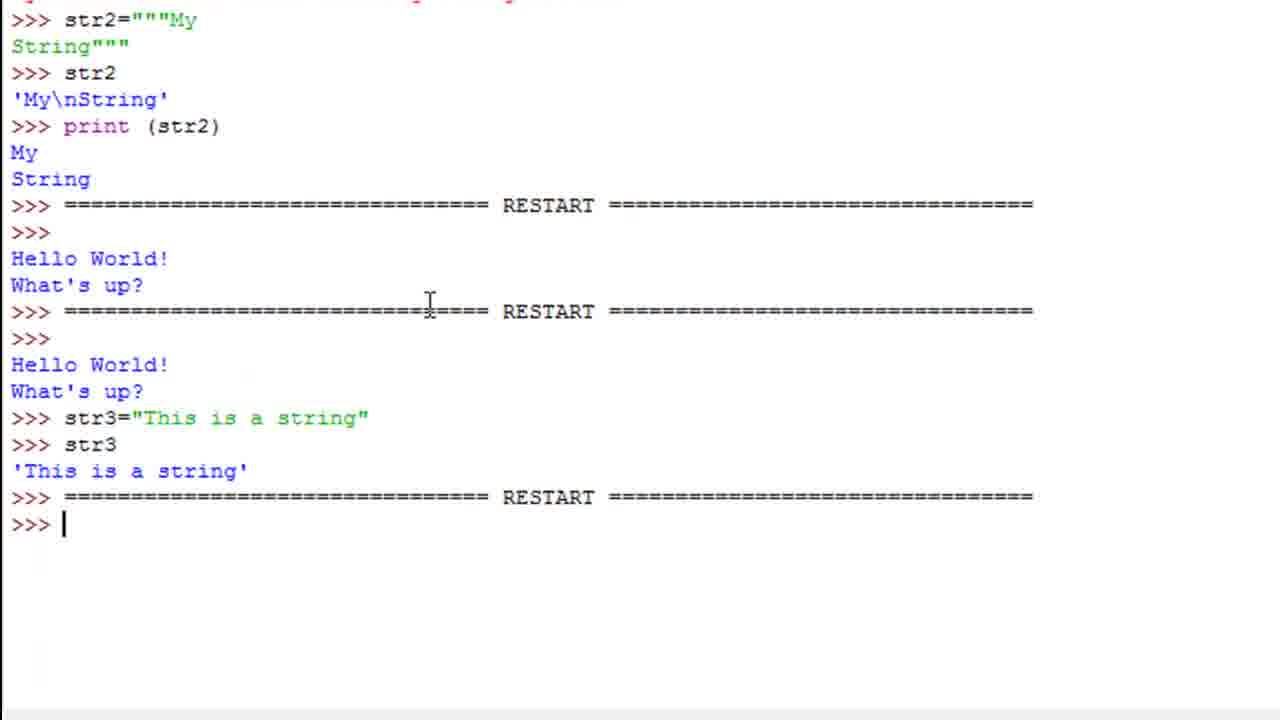 >>> str2="""My
String"""
>>> str2
'My\nString'
>>> print (str2)
My
String
>>> ================================ RESTART ================================
>>>
Hello World!
What's up?
>>> ================================ RESTART ================================
>>>
Hello World!
What's up?
>>> str3="This is a string"
>>> str3
'This is a string'
>>> ================================ RESTART ================================
>>>